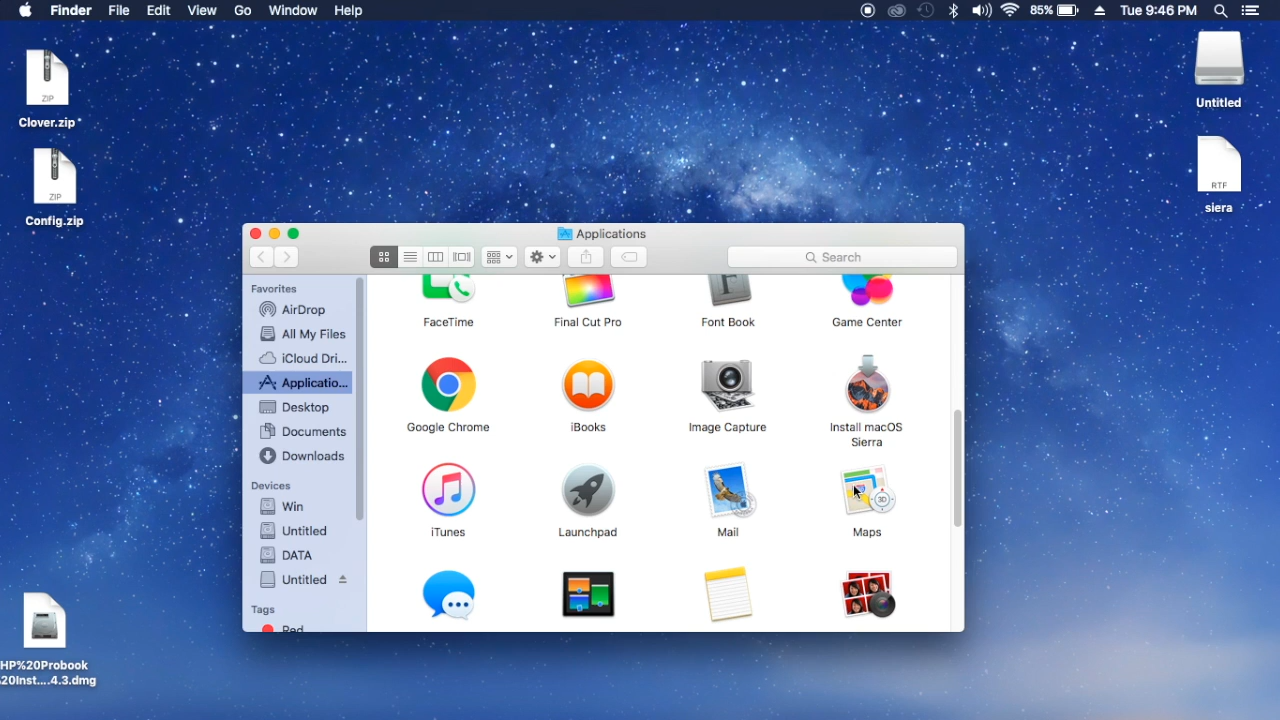 Finder File Edit View Go Window Help 85% Tue 9:46 PM
ZIP
Clover.zip
ZIP
Config.zip
Untitled
RTF
siera
Applications
Search
Favorites
AirDrop
All My Files
iCloud Dri...
Applicatio...
Desktop
Documents
Downloads
Devices
Win
Untitled
DATA
Untitled
Tags
Red
FaceTime Final Cut Pro Font Book Game Center
Google Chrome iBooks Image Capture Install macOS
Sierra
3D
iTunes Launchpad Mail Maps
HP%20Probook
%20Inst....4.3.dmg